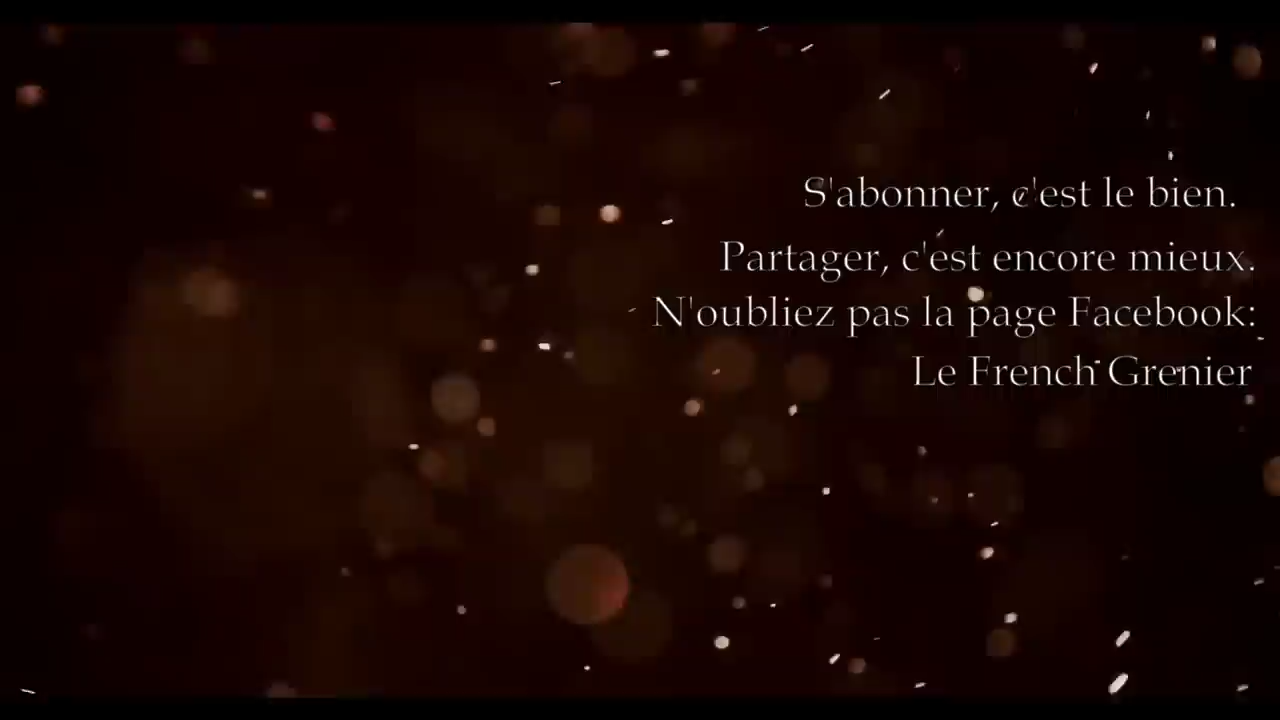 S'abonner, c'est le bien.
Partager, c'est encore mieux.
N'oubliez pas la page Facebook:
Le French Grenier